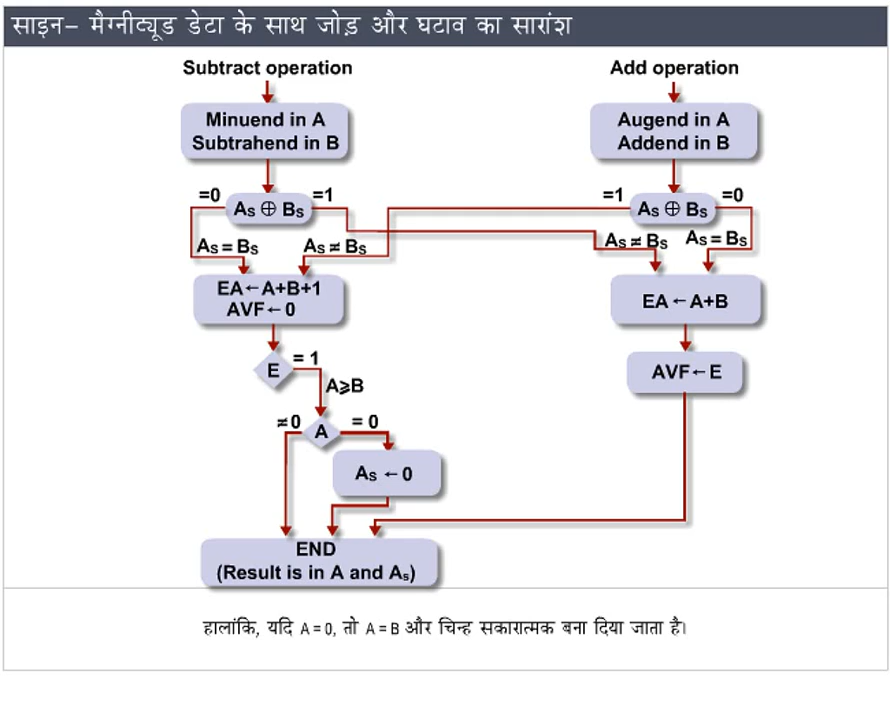 साइन– मैग्नीट्यूड डेटा के साथ जोड़ और घटाव का सारांश
Subtract operation
Add operation
Minuend in A
Subtrahend in B
Augend in A
Addend in B
=0
As ⊕ Bs
=1
=1
As ⊕ Bs
=0
As = Bs
As ≠ Bs
As ≠ Bs
As = Bs
EA←A+B+1
AVF←0
EA←A+B
E
= 1
AVF←E
A⩾B
≠0
A
= 0
As ←0
END
(Result is in A and As)
हालांकि, यदि A = 0, तो A = B और चिन्ह सकारात्मक बना दिया जाता है।